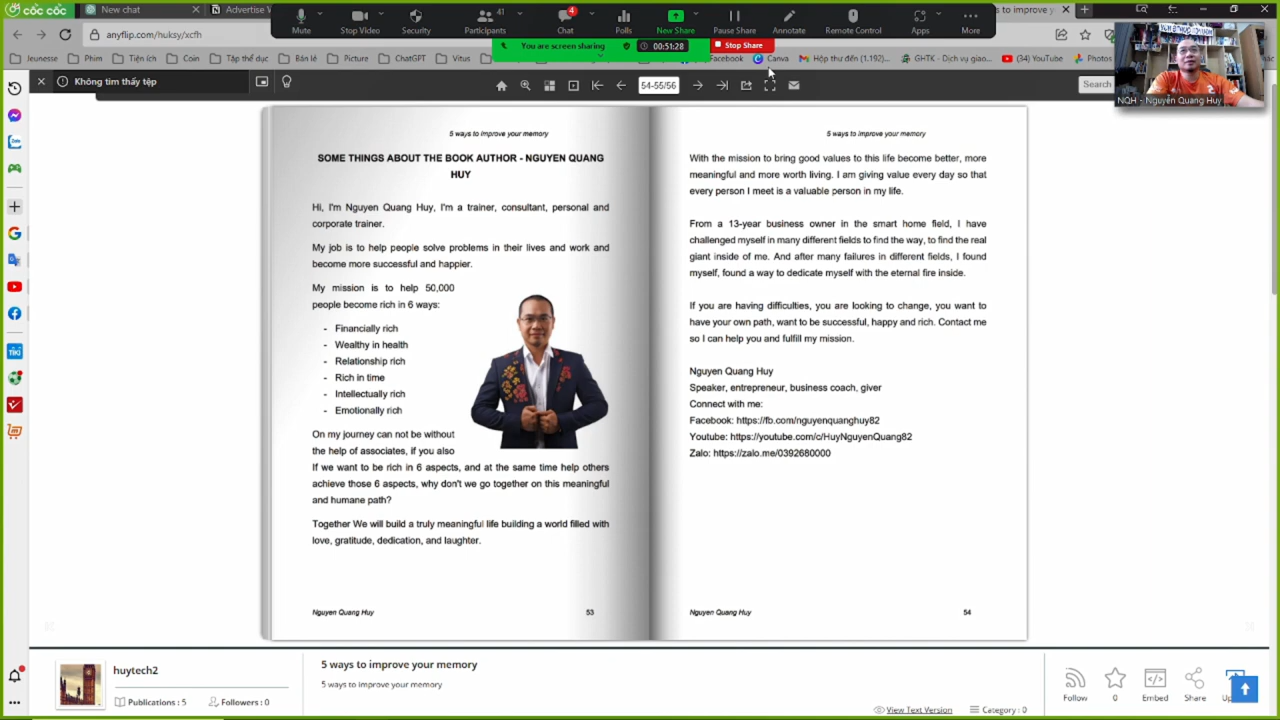 CỐC CỐC
New chat
Advertise
to improve y
anyflip.com/huksy/xcfh
Mute
Stop Video
Security
41
Participants
4
Chat
Polls
New Share
Pause Share
Annotate
Remote Control
Apps
More
You are screen sharing
00:51:28
Stop Share
Jeunesse
Phim
Tiện ích
Coin
Tập thể dục
Bán lẻ
Picture
ChatGPT
Vitus
Facebook
Canva
Hộp thư đến (1.192)...
GHTK - Dịch vụ giao...
(34) YouTube
Photos
Không tìm thấy tệp
54-55/56
Search
NQH - Nguyễn Quang Huy
5 ways to improve your memory
SOME THINGS ABOUT THE BOOK AUTHOR - NGUYEN QUANG
HUY
Hi, I'm Nguyen Quang Huy, I'm a trainer, consultant, personal and
corporate trainer.
My job is to help people solve problems in their lives and work and
become more successful and happier.
My mission is to help 50,000
people become rich in 6 ways:
- Financially rich
- Wealthy in health
- Relationship rich
- Rich in time
- Intellectually rich
- Emotionally rich
On my journey can not be without
the help of associates, if you also
If we want to be rich in 6 aspects, and at the same time help others
achieve those 6 aspects, why don't we go together on this meaningful
and humane path?
Together We will build a truly meaningful life building a world filled with
love, gratitude, dedication, and laughter.
Nguyen Quang Huy
53
5 ways to improve your memory
With the mission to bring good values to this life become better, more
meaningful and more worth living. I am giving value every day so that
every person I meet is a valuable person in my life.
From a 13-year business owner in the smart home field, I have
challenged myself in many different fields to find the way, to find the real
giant inside of me. And after many failures in different fields, I found
myself, found a way to dedicate myself with the eternal fire inside.
If you are having difficulties, you are looking to change, you want to
have your own path, want to be successful, happy and rich. Contact me
so I can help you and fulfill my mission.
Nguyen Quang Huy
Speaker, entrepreneur, business coach, giver
Connect with me:
Facebook: https://fb.com/nguyenquanghuy82
Youtube: https://youtube.com/c/HuyNguyenQuang82
Zalo: https://zalo.me/0392680000
Nguyen Quang Huy
54
huytech2
Publications : 5
Followers : 0
5 ways to improve your memory
5 ways to improve your memory
View Text Version
Category : 0
Follow
0
Embed
Share